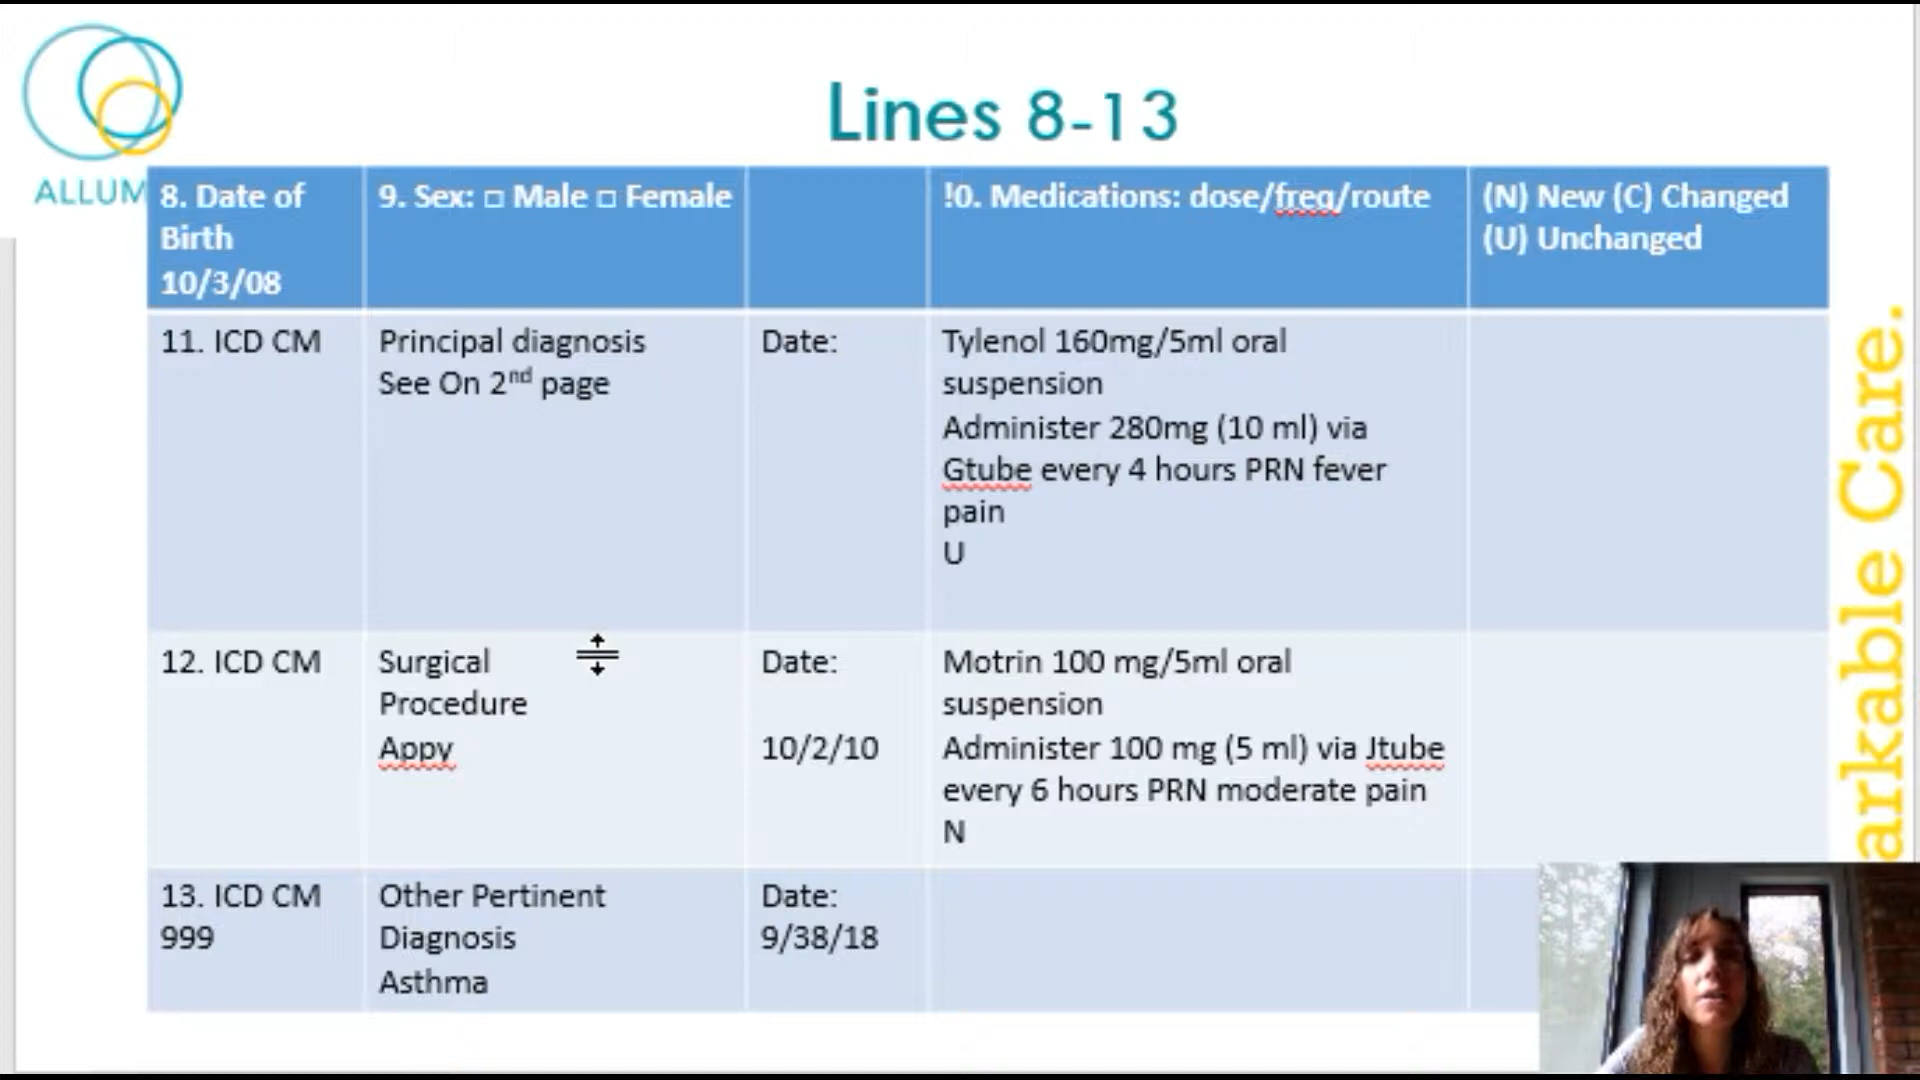 ALLUM
Lines 8-13
8. Date of
Birth
10/3/08
9. Sex: □ Male □ Female
!0. Medications: dose/freq/route
(N) New (C) Changed
(U) Unchanged
11. ICD CM
Principal diagnosis
See On 2nd page
Date:
Tylenol 160mg/5ml oral
suspension
Administer 280mg (10 ml) via
Gtube every 4 hours PRN fever
pain
U
12. ICD CM
Surgical
Procedure
Appy
Date:
10/2/10
Motrin 100 mg/5ml oral
suspension
Administer 100 mg (5 ml) via Jtube
every 6 hours PRN moderate pain
N
13. ICD CM
999
Other Pertinent
Diagnosis
Asthma
Date:
9/38/18
arkable Care.